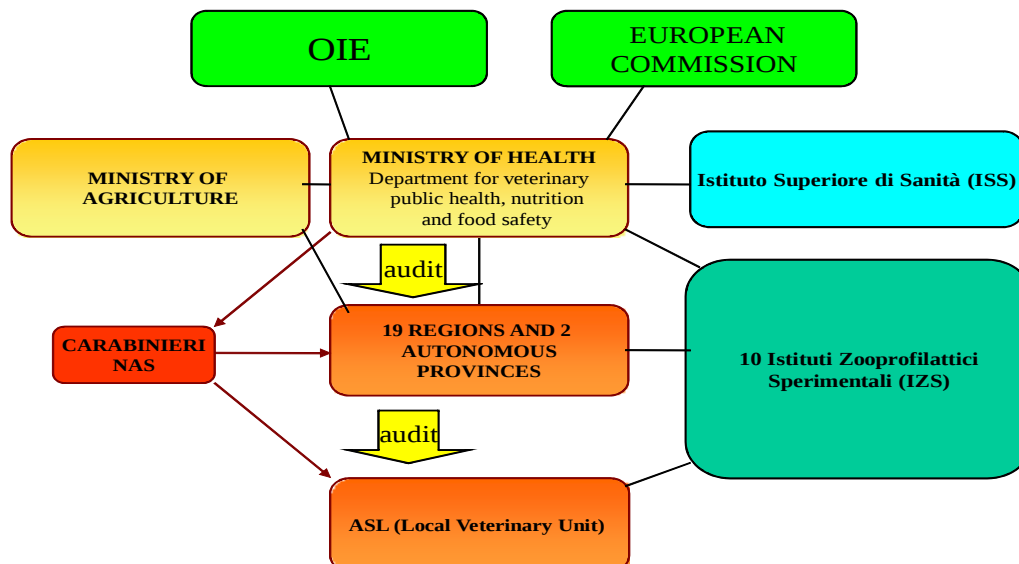 OIE
EUROPEAN
COMMISSION
MINISTRY OF
AGRICULTURE
MINISTRY OF HEALTH
Department for veterinary
public health, nutrition
and food safety
Istituto Superiore di Sanità (ISS)
audit
CARABINIERI
NAS
19 REGIONS AND 2
AUTONOMOUS
PROVINCES
10 Istituti Zooprofilattici
Sperimentali (IZS)
audit
ASL (Local Veterinary Unit)